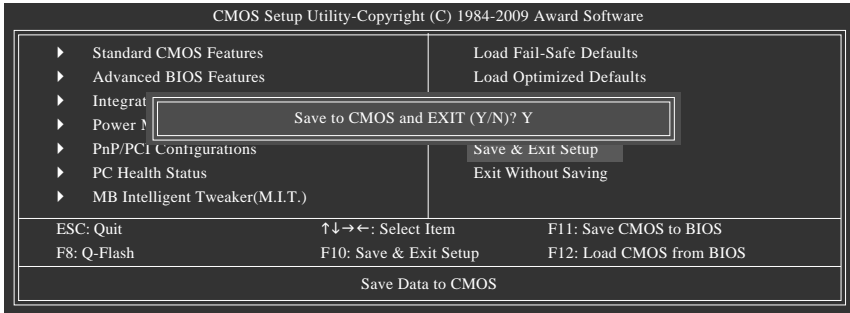 CMOS Setup Utility-Copyright (C) 1984-2009 Award Software
▶ Standard CMOS Features
▶ Advanced BIOS Features
▶
▶ Power
▶ PnP/PCI Configurations
▶ PC Health Status
▶ MB Intelligent Tweaker(M.I.T.)
Load Fail-Safe Defaults
Load Optimized Defaults
Save & Exit Setup
Exit Without Saving
Save to CMOS and EXIT (Y/N)? Y
ESC: Quit ↑↓→←: Select Item F11: Save CMOS to BIOS
F8: Q-Flash F10: Save & Exit Setup F12: Load CMOS from BIOS
Save Data to CMOS